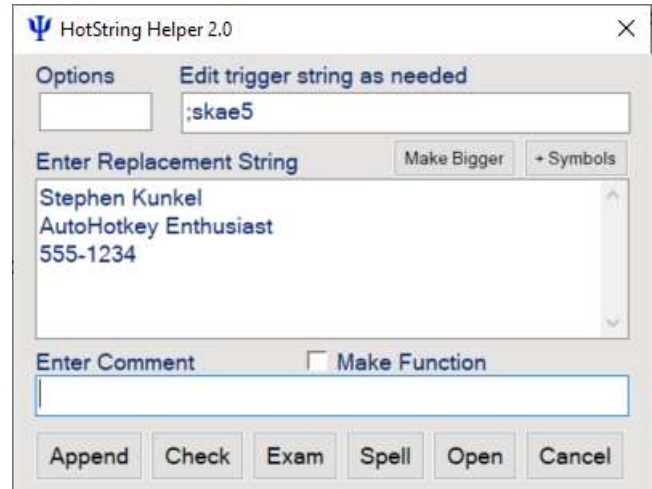 Ψ HotString Helper 2.0
Options Edit trigger string as needed
;skae5
Enter Replacement String Make Bigger + Symbols
Stephen Kunkel
AutoHotkey Enthusiast
555-1234
Enter Comment Make Function
Append Check Exam Spell Open Cancel